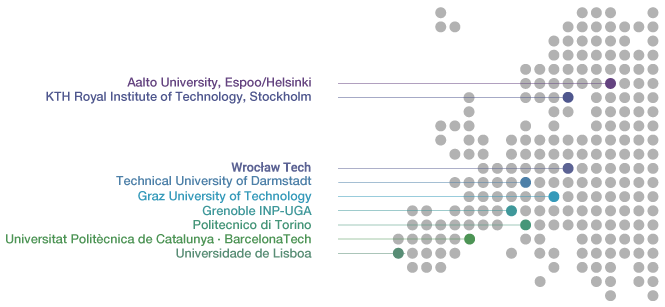 Aalto University, Espoo/Helsinki
KTH Royal Institute of Technology, Stockholm
Wrocław Tech
Technical University of Darmstadt
Graz University of Technology
Grenoble INP-UGA
Politecnico di Torino
Universitat Politècnica de Catalunya · BarcelonaTech
Universidade de Lisboa